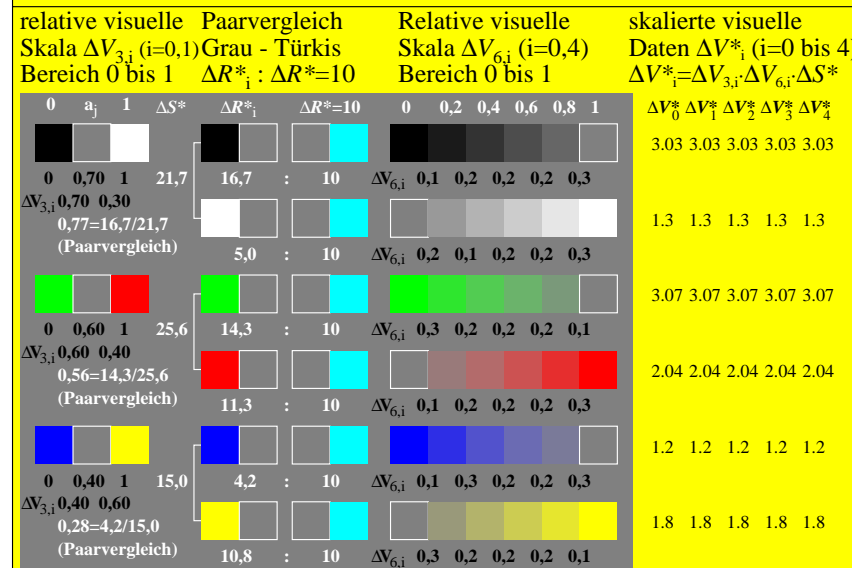 relative visuelle Paarvergleich Relative visuelle skalierte visuelle
Skala ΔV3,i (i=0,1) Grau - Türkis Skala ΔV6,i (i=0,4) Daten ΔV*i (i=0 bis 4)
Bereich 0 bis 1 ΔR*i : ΔR*=10 Bereich 0 bis 1 ΔV*i=ΔV3,i·ΔV6,i·ΔS*
0 aj 1 ΔS* ΔR*i ΔR*=10 0 0,2 0,4 0,6 0,8 1 ΔV*0 ΔV*1 ΔV*2 ΔV*3 ΔV*4
3.03 3.03 3.03 3.03 3.03
0 0,70 1 21,7 16,7 : 10 ΔV6,i 0,1 0,2 0,2 0,2 0,3
ΔV3,i 0,70 0,30
0,77=16,7/21,7 1.3 1.3 1.3 1.3 1.3
(Paarvergleich)
5,0 : 10 ΔV6,i 0,2 0,1 0,2 0,2 0,3
3.07 3.07 3.07 3.07 3.07
0 0,60 1 25,6 14,3 : 10 ΔV6,i 0,3 0,2 0,2 0,2 0,1
ΔV3,i 0,60 0,40
0,56=14,3/25,6 2.04 2.04 2.04 2.04 2.04
(Paarvergleich)
11,3 : 10 ΔV6,i 0,1 0,2 0,2 0,2 0,3
1.2 1.2 1.2 1.2 1.2
0 0,40 1 15,0 4,2 : 10 ΔV6,i 0,1 0,3 0,2 0,2 0,3
ΔV3,i 0,40 0,60
0,28=4,2/15,0 1.8 1.8 1.8 1.8 1.8
(Paarvergleich)
10,8 : 10 ΔV6,i 0,3 0,2 0,2 0,2 0,1